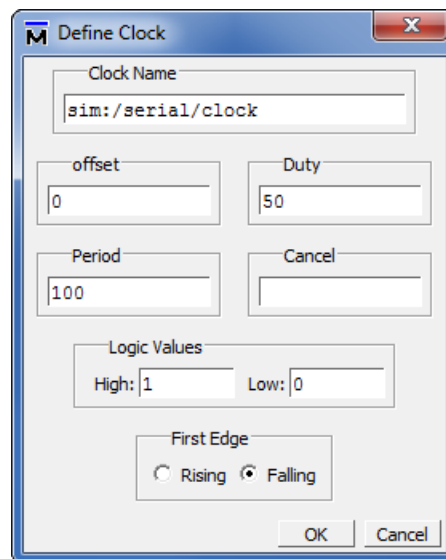 Define Clock
Clock Name
sim:/serial/clock
offset
Duty
0
50
Period
Cancel
100
Logic Values
High: 1 Low: 0
First Edge
Rising Falling
OK Cancel